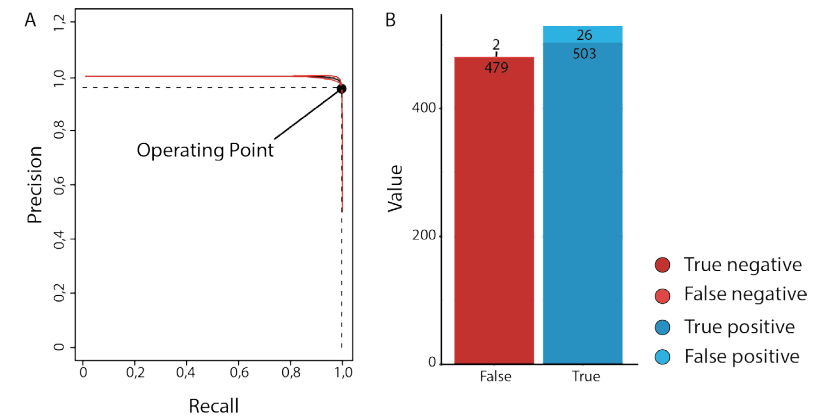 A
1,2
1,0
0,8
0,6
0,4
0,2
0
Precision
Operating Point
0
0,2
0,4
0,6
0,8
1,0
Recall
B
Value
400
200
0
2
479
26
503
False
True
True negative
False negative
True positive
False positive